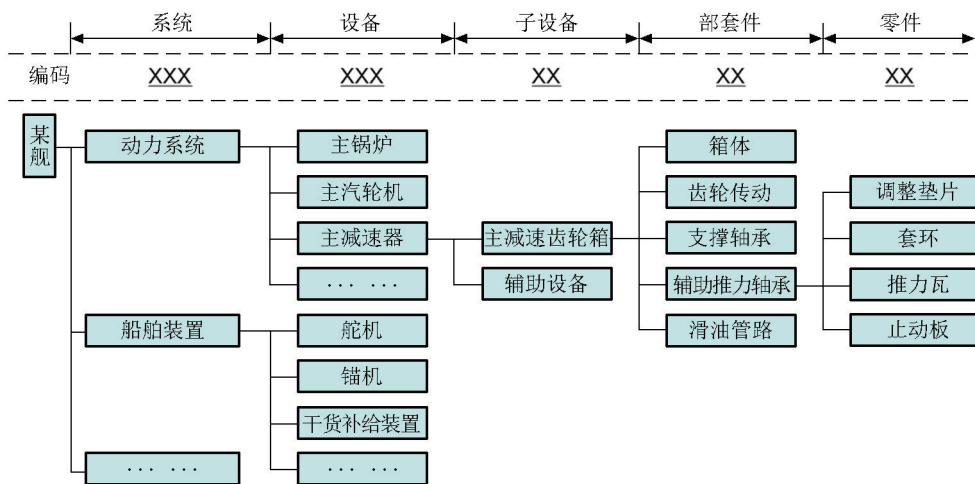 系统 设备 子设备 部套件 零件
编码 XXX XXX XX XX XX
某舰
动力系统 主锅炉 箱体
主汽轮机 齿轮传动 调整垫片
主减速器 主减速齿轮箱 支撑轴承 套环
... ... 辅助设备 辅助推力轴承 推力瓦
船舶装置 舵机 滑油管路 止动板
锚机
干货补给装置
... ... ... ...